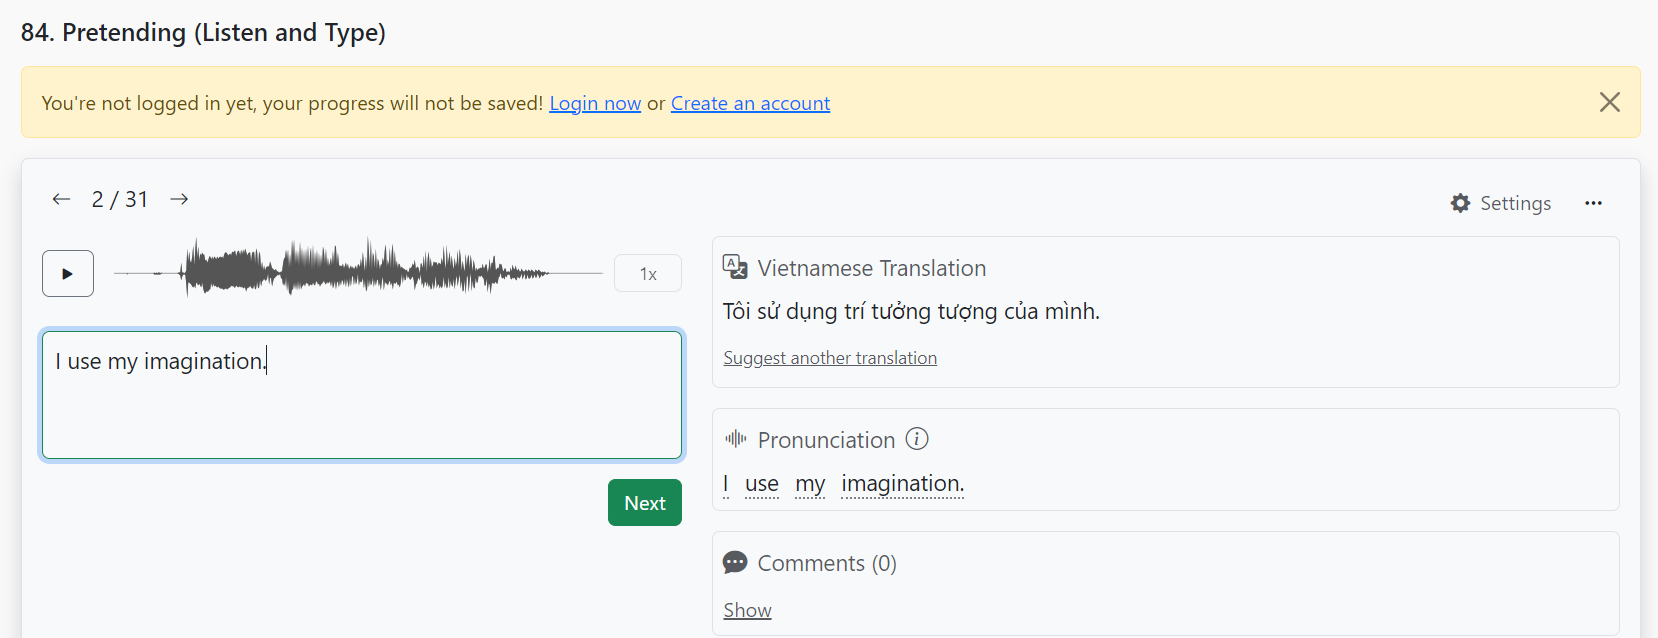 84. Pretending (Listen and Type)
You're not logged in yet, your progress will not be saved! Login now or Create an account
2 / 31
Settings
1x
I use my imagination.
Next
Vietnamese Translation
Tôi sử dụng trí tưởng tượng của mình.
Suggest another translation
Pronunciation
I use my imagination.
Comments (0)
Show